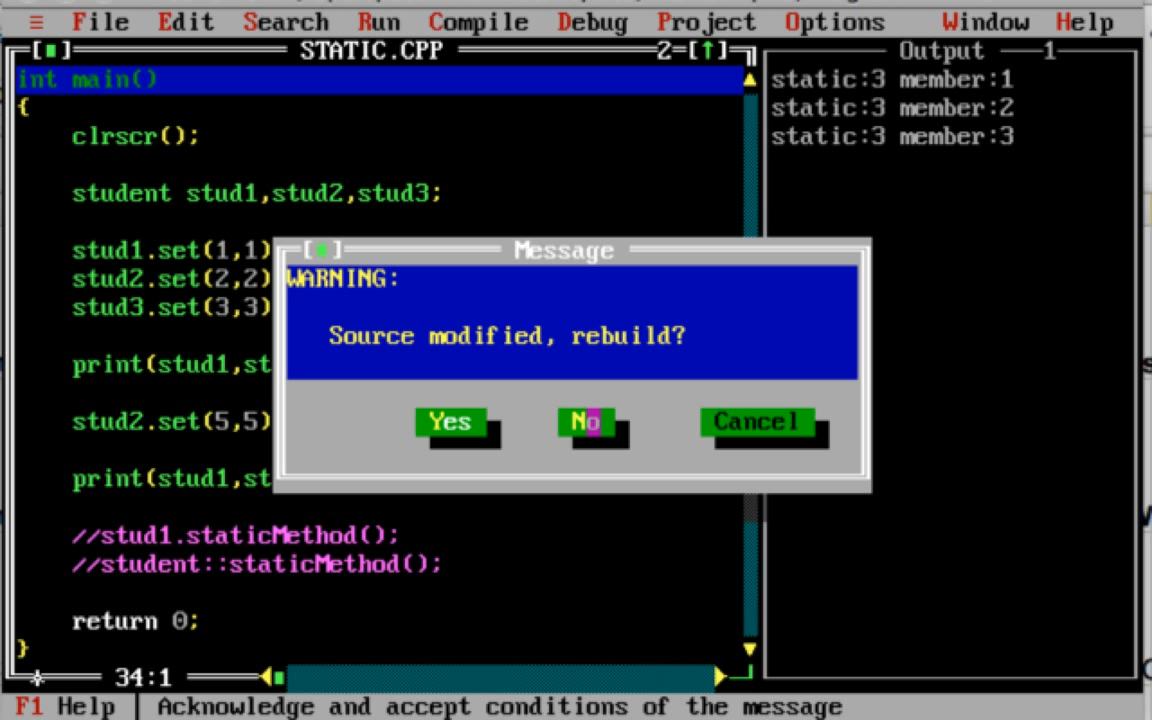 ≡ File Edit Search Run Compile Debug Project Options Window Help
[■] STATIC.CPP 2=[↑]
int main()
{
clrscr();
student stud1,stud2,stud3;
stud1.set(1,1)
stud2.set(2,2)
stud3.set(3,3)
print(stud1,st
stud2.set(5,5)
print(stud1,st
//stud1.staticMethod();
//student::staticMethod();
return 0;
}
34:1
Output 1
static:3 member:1
static:3 member:2
static:3 member:3
[■] Message
WARNING:
Source modified, rebuild?
Yes No Cancel
F1 Help │ Acknowledge and accept conditions of the message